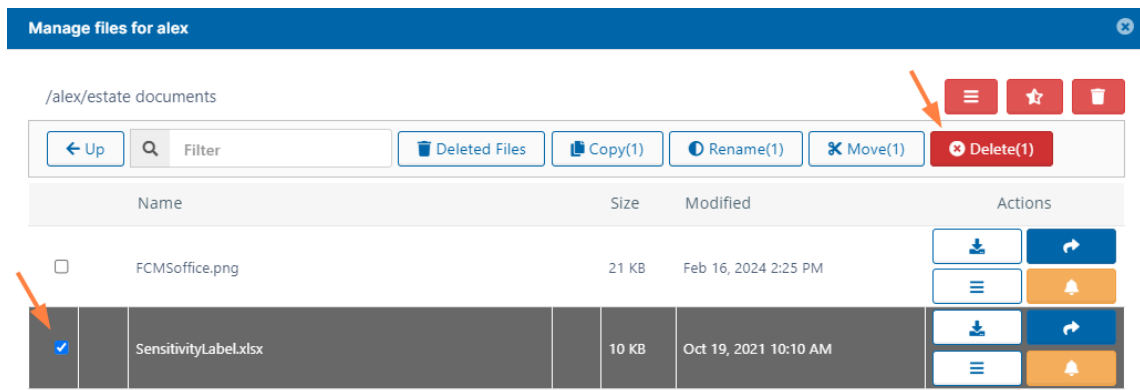 Manage files for alex
/alex/estate documents
Up Filter Deleted Files Copy(1) Rename(1) Move(1) Delete(1)
Name Size Modified Actions
FCMSoffice.png 21 KB Feb 16, 2024 2:25 PM
SensitivityLabel.xlsx 10 KB Oct 19, 2021 10:10 AM